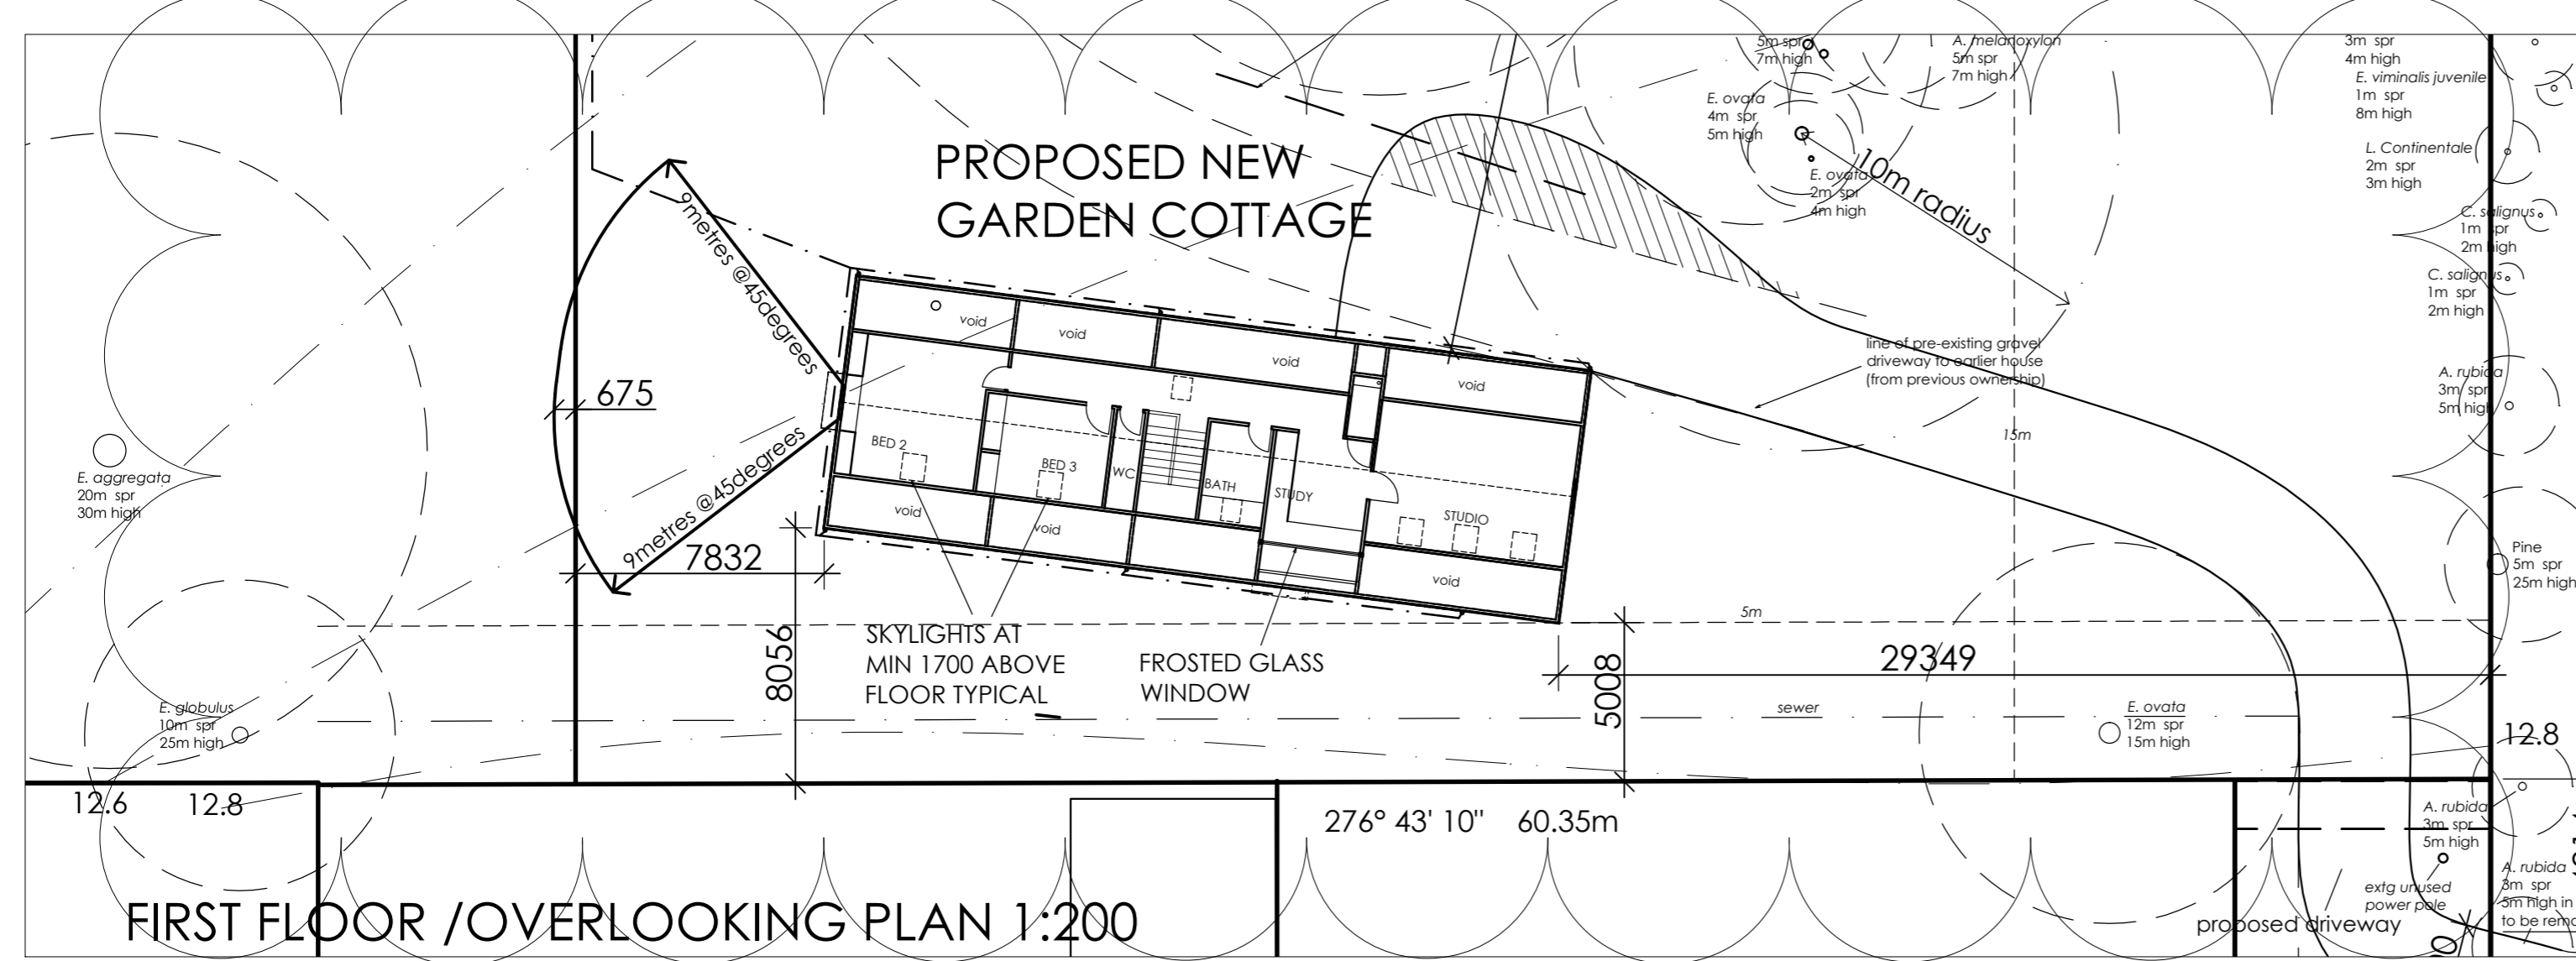 5m spr
7m high
A. melanoxylon
5m spr
7m high
3m spr
4m high
E. viminalis juvenile
1m spr
8m high
E. ovata
4m spr
5m high
PROPOSED NEW
GARDEN COTTAGE
L. Continentale
2m spr
3m high
10m radius
E. ovata
2m spr
4m high
9metres @45degrees
C. salignus
1m spr
2m high
C. salignus
1m spr
2m high
void
void
void
void
line of pre-existing gravel
driveway to earlier house
(from previous ownership)
675
A. rubida
3m spr
5m high
15m
BED 2
BED 3
WC
BATH
STUDY
STUDIO
E. aggregata
20m spr
30m high
9metres @45degrees
void
void
void
7832
Pine
5m spr
25m high
5m
8056
SKYLIGHTS AT
MIN 1700 ABOVE
FLOOR TYPICAL
FROSTED GLASS
WINDOW
5008
29349
E. globulus
10m spr
25m high
sewer
E. ovata
12m spr
15m high
12.8
12.6
12.8
276° 43' 10" 60.35m
A. rubida
3m spr
5m high
extg unused
power pole
A. rubida
3m spr
5m high in
to be
proposed driveway
FIRST FLOOR /OVERLOOKING PLAN 1:200